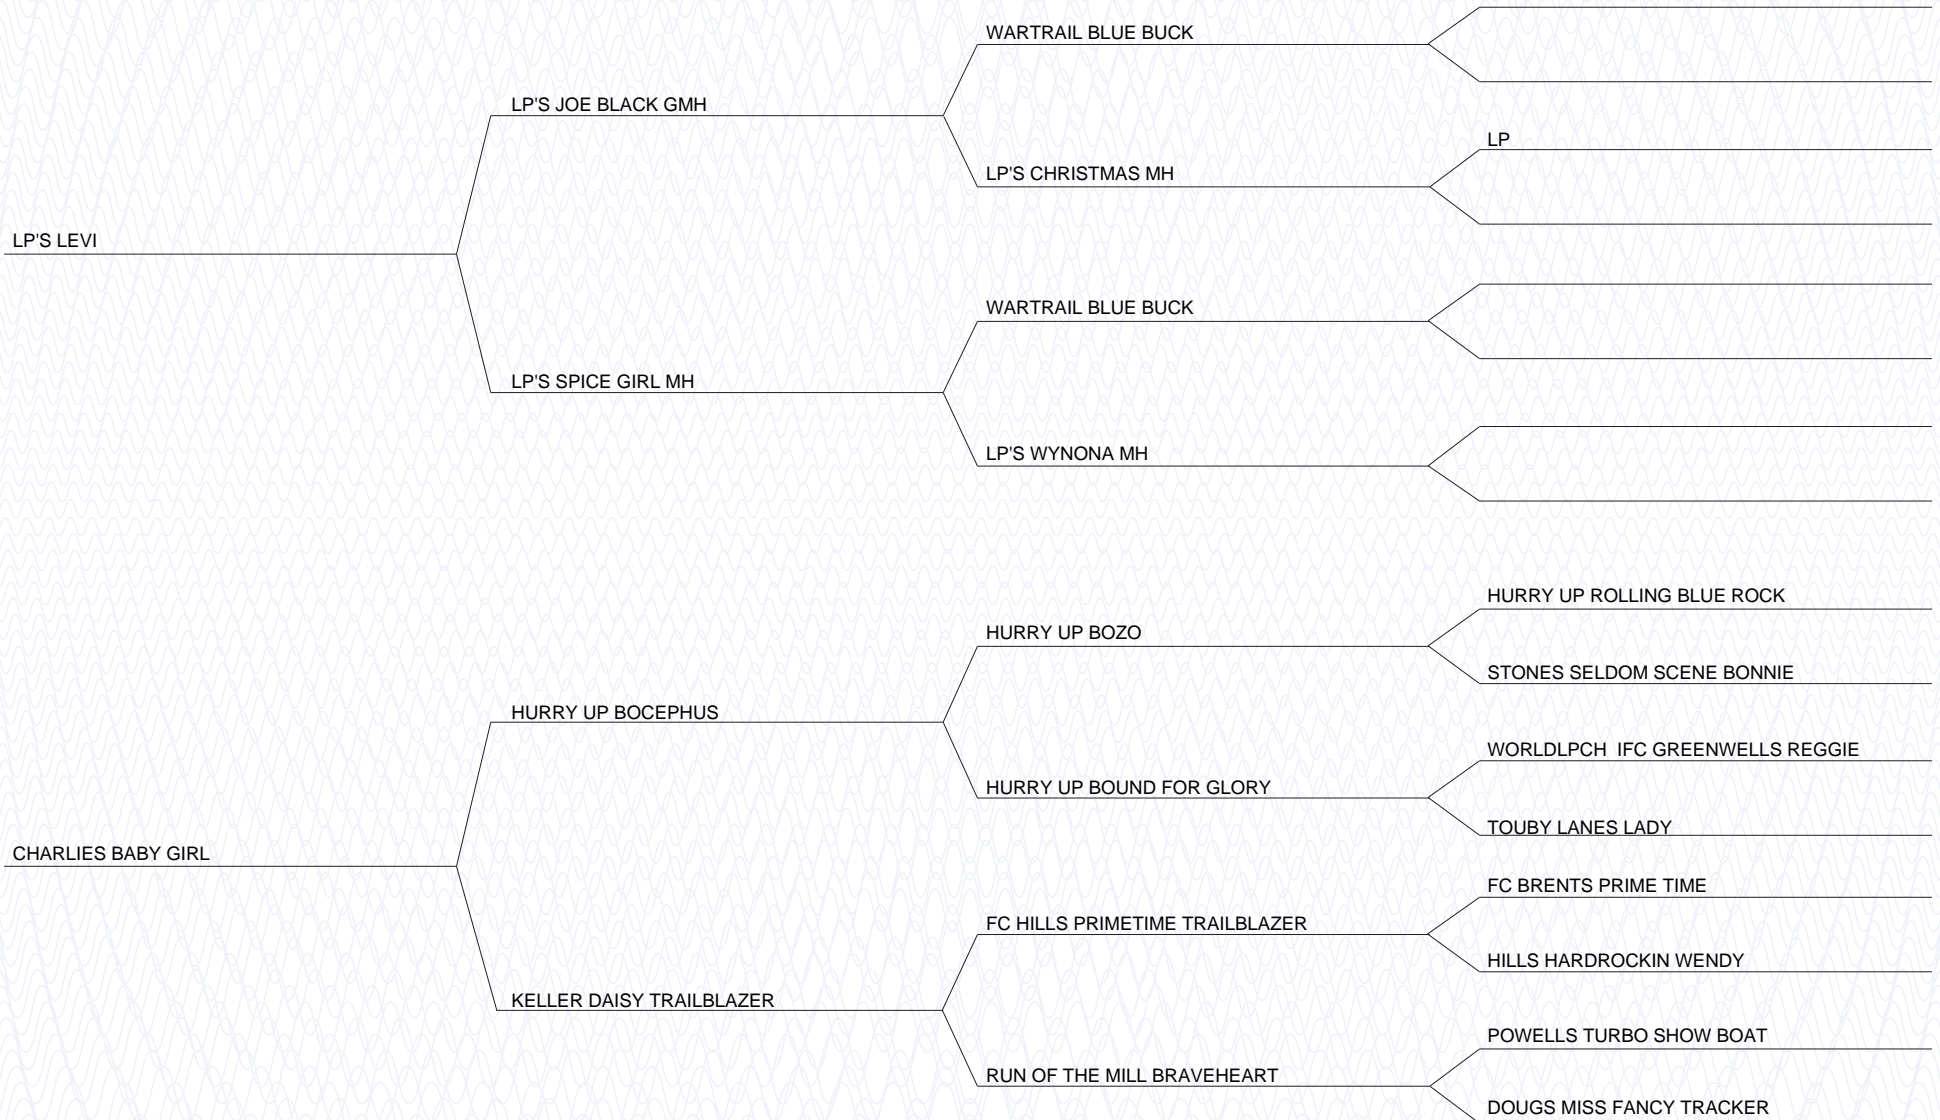 WARTRAIL BLUE BUCK
LP'S JOE BLACK GMH
LP
LP'S CHRISTMAS MH
LP'S LEVI
WARTRAIL BLUE BUCK
LP'S SPICE GIRL MH
LP'S WYNONA MH
HURRY UP ROLLING BLUE ROCK
HURRY UP BOZO
STONES SELDOM SCENE BONNIE
HURRY UP BOCEPHUS
WORLDLPCH  IFC GREENWELLS REGGIE
HURRY UP BOUND FOR GLORY
TOUBY LANES LADY
CHARLIES BABY GIRL
FC BRENTS PRIME TIME
FC HILLS PRIMETIME TRAILBLAZER
HILLS HARDROCKIN WENDY
KELLER DAISY TRAILBLAZER
POWELLS TURBO SHOW BOAT
RUN OF THE MILL BRAVEHEART
DOUGS MISS FANCY TRACKER